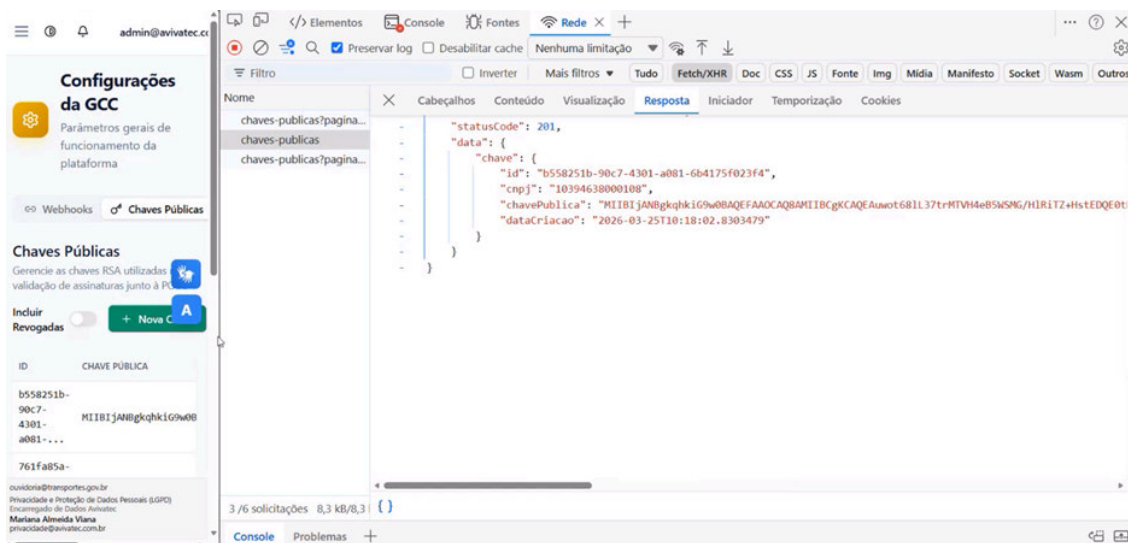 admin@avivatec.c
Configurações
da GCC
Parâmetros gerais de
funcionamento da
plataforma
Webhooks
Chaves Públicas
Chaves Públicas
Gerencie as chaves RSA utilizadas
validação de assinaturas junto à
Incluir
Revogadas
+ Nova
A
ID
CHAVE PÚBLICA
b558251b-
90c7-
4301-
a081-...
MIIBIjANBgkqhkiG9w0B
761fa85a-
ouvidoria@transportes.gov.br
Privacidade e Proteção de Dados Pessoais (LGPD)
Encarregado de Dados Avivatec
Mariana Almeida Viana
privacidade@avivatec.com.br
</> Elementos
Console
Fontes
Rede
Preservar log
Desabilitar cache
Nenhuma limitação
Filtro
Inverter
Mais filtros
Tudo
Fetch/XHR
Doc
CSS
JS
Fonte
Img
Mídia
Manifesto
Socket
Wasm
Outros
Nome
chaves-publicas?pagina...
chaves-publicas
chaves-publicas?pagina...
3 /6 solicitações 8,3 kB/8,3
Cabeçalhos
Conteúdo
Visualização
Resposta
Iniciador
Temporização
Cookies
"statusCode": 201,
"data": {
"chave": {
"id": "b558251b-90c7-4301-a081-6b4175f023f4",
"cnpj": "10394638000108",
"chavePublica": "MIIBIjANBgkqhkiG9w0BAQEFAAOCAQ8AMIIBCgKCAQEAuwot68lL37trMTVH4eB5WSMG/HlRiTZ+HstEDQE0t
"dataCriacao": "2026-03-25T10:18:02.8303479"
}
}
}
{ }
Console
Problemas